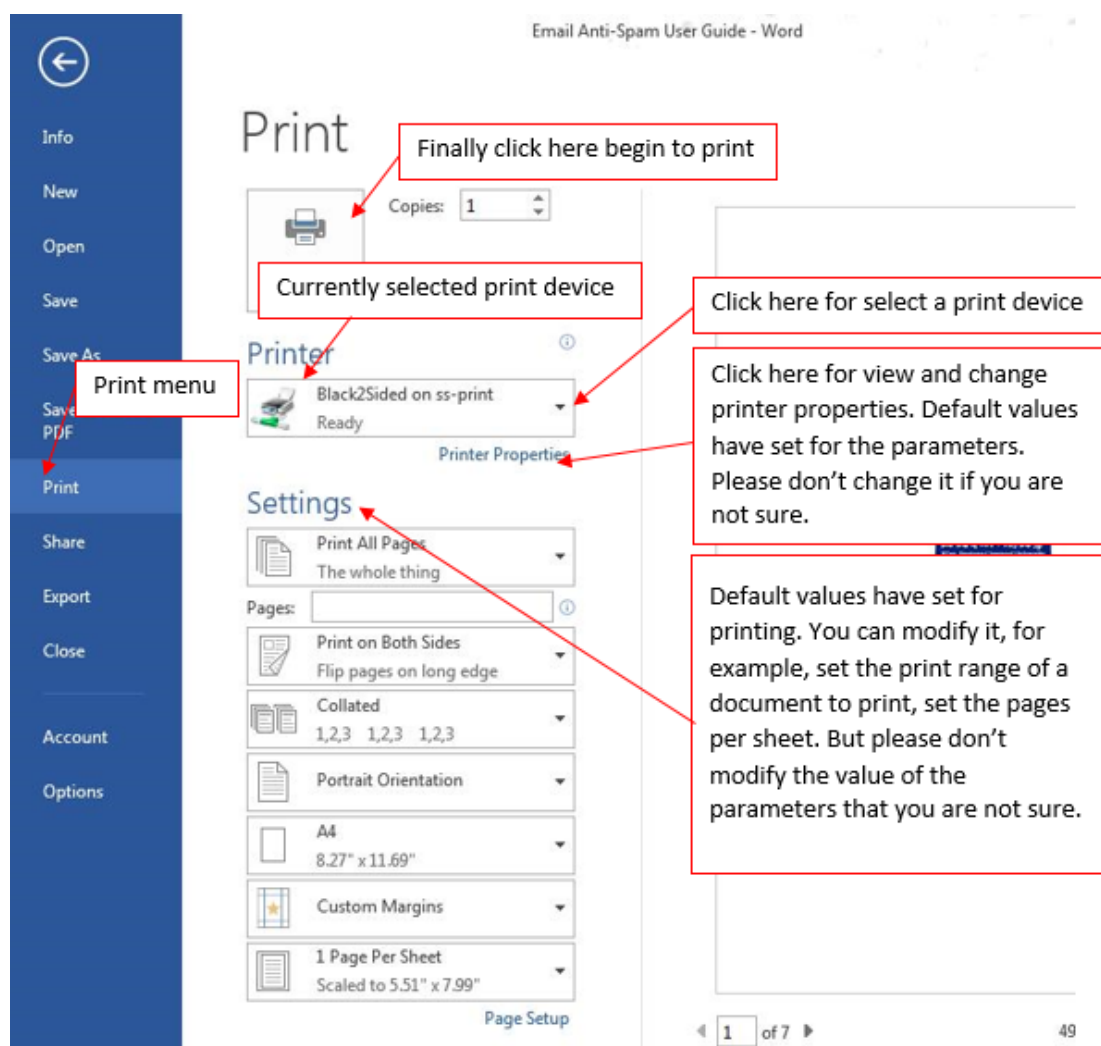 Email Anti-Spam User Guide - Word
Info
New
Open
Save
Save As
Save
PDF
Print
Share
Export
Close
Account
Options
Print
Finally click here begin to print
Copies: 1
Currently selected print device
Click here for select a print device
Printer
Print menu
Black2Sided on ss-print
Ready
Printer Properties
Click here for view and change
printer properties. Default values
have set for the parameters.
Please don’t change it if you are
not sure.
Settings
Print All Pages
The whole thing
Pages:
Print on Both Sides
Flip pages on long edge
Collated
1,2,3 1,2,3 1,2,3
Portrait Orientation
A4
8.27" x 11.69"
Custom Margins
1 Page Per Sheet
Scaled to 5.51" x 7.99"
Page Setup
Default values have set for
printing. You can modify it, for
example, set the print range of a
document to print, set the pages
per sheet. But please don’t
modify the value of the
parameters that you are not sure.
1 of 7
49